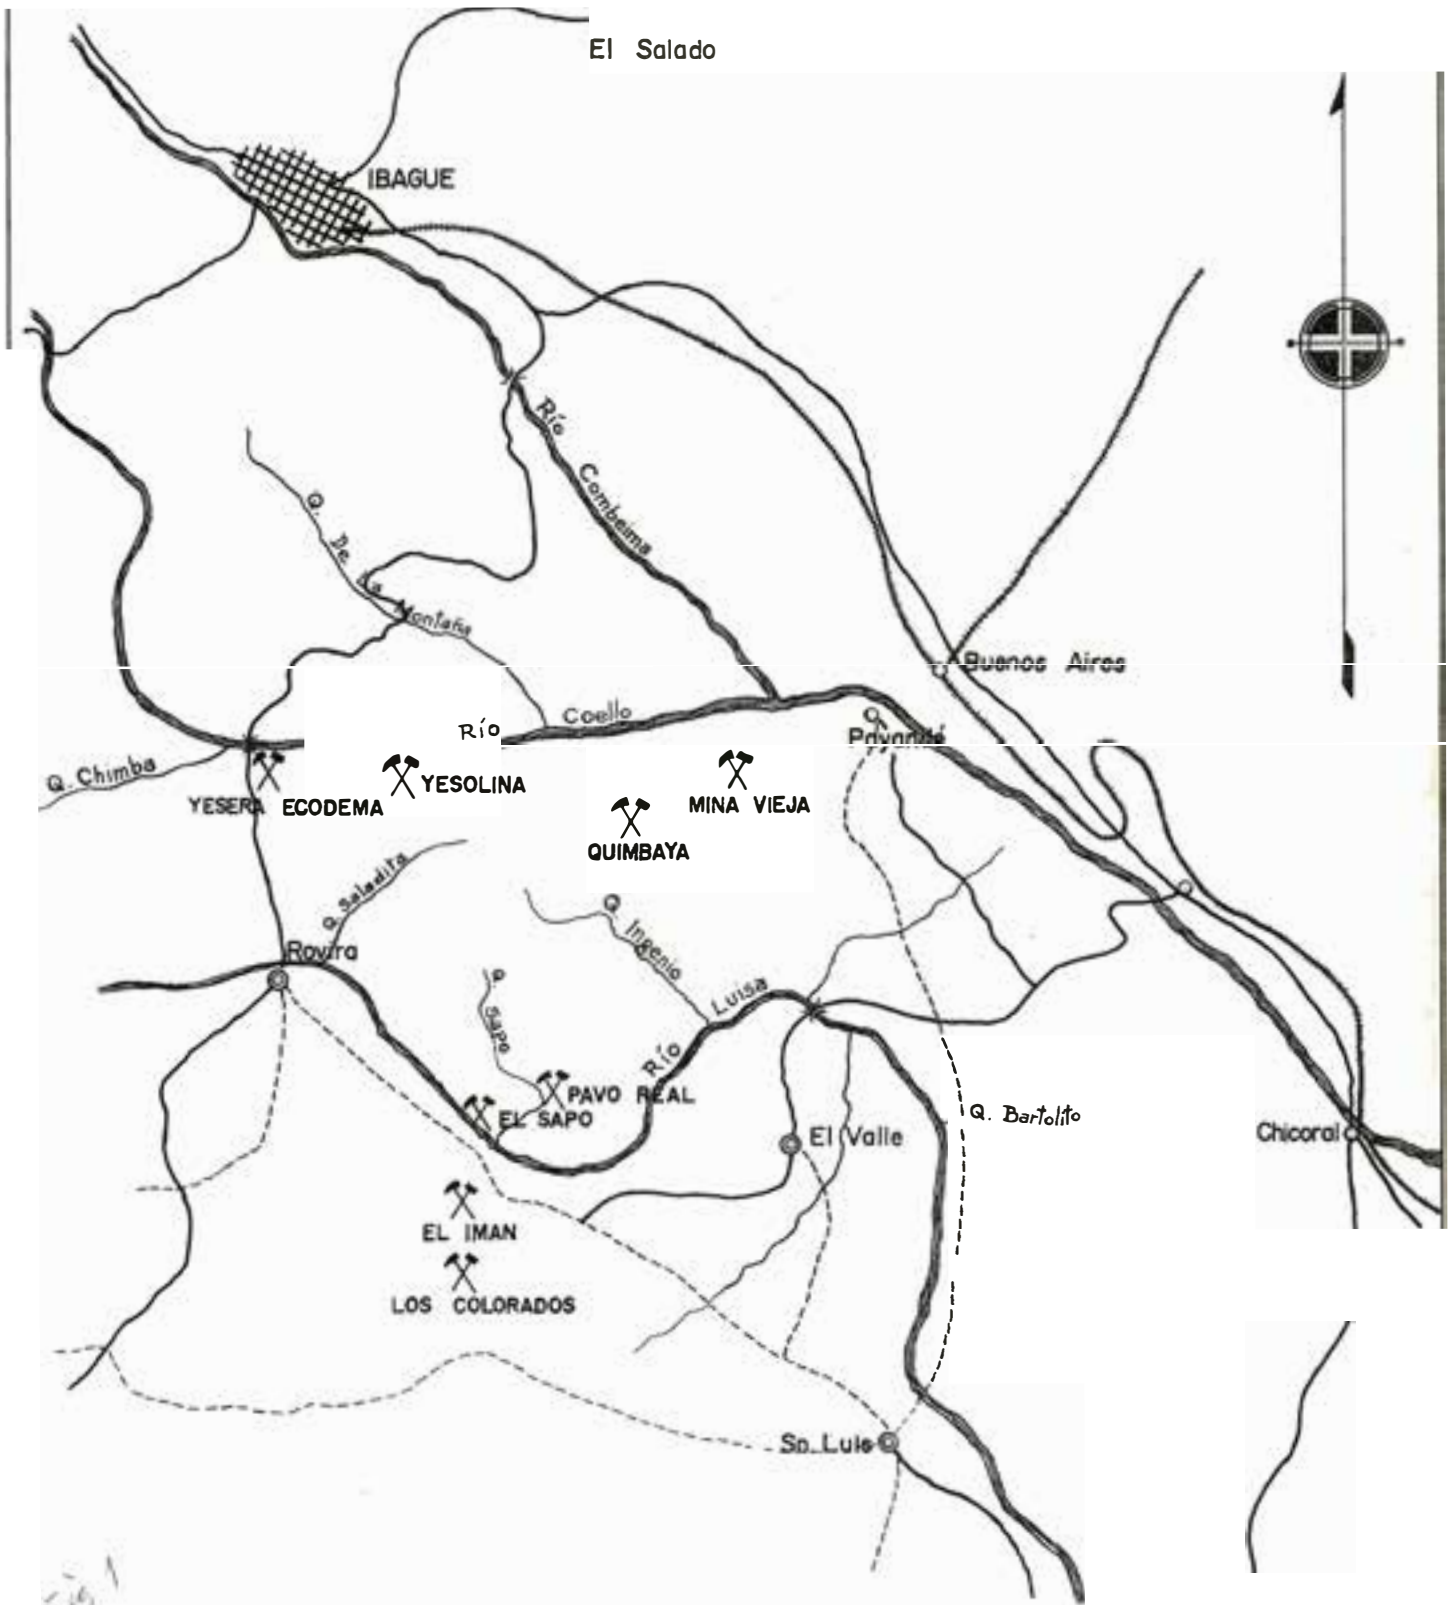 El Salado
IBAGUE
Río Combeima
Q. De La Montaña
Buenos Aires
Río Coello
Q. Chimba
YESERA ECODEMA
YESOLINA
MINA VIEJA
QUIMBAYA
Q. Saladita
Rovira
Q. Ingenio
Q. Sapo
Río Luisa
PAVO REAL
EL SAPO
Q. Bartolito
El Valle
Chicoral
EL IMAN
LOS COLORADOS
Sn. Luis